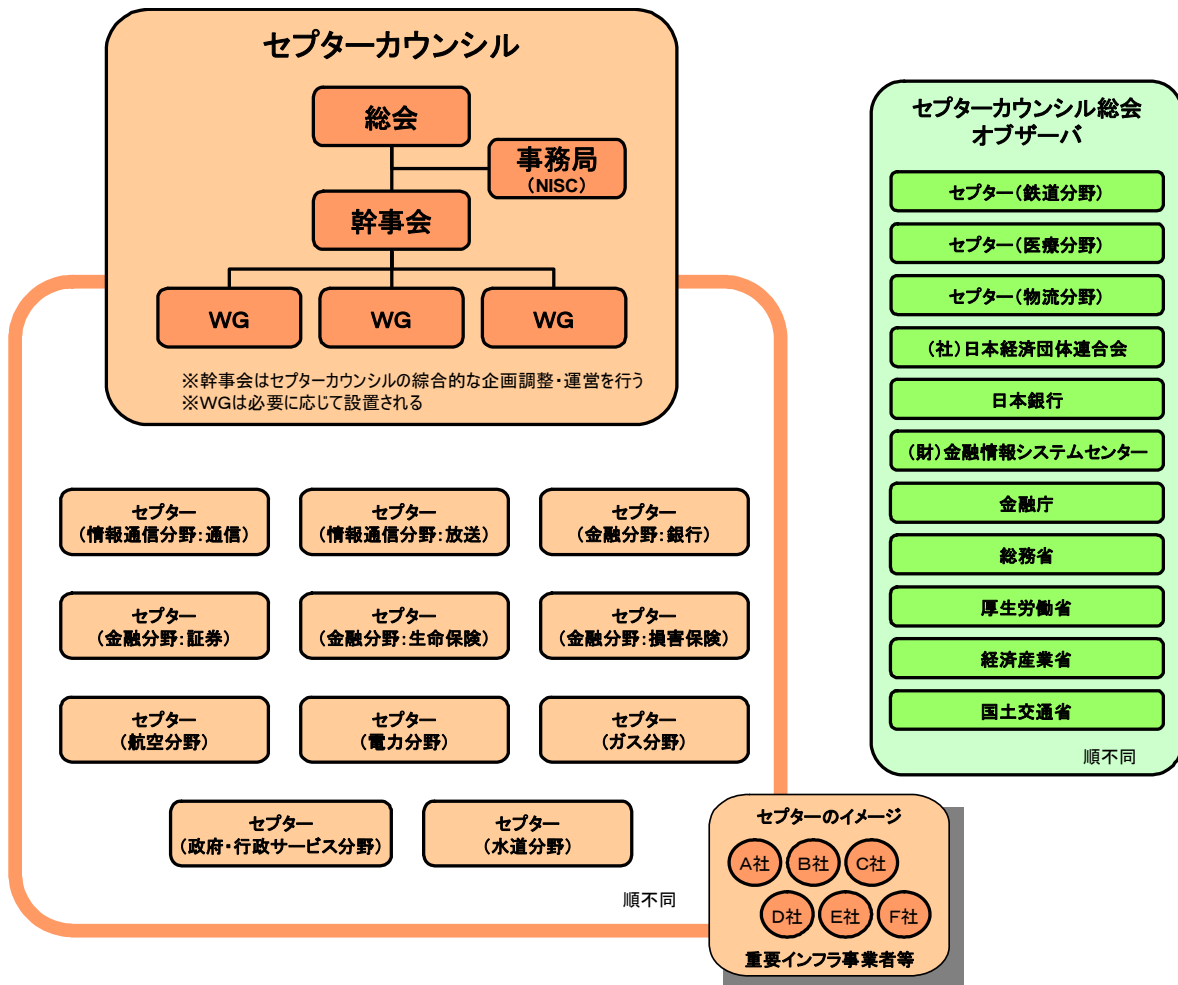 セプターカウンシル
総会
事務局
（NISC）
幹事会
WG
WG
WG
※幹事会はセプターカウンシルの綜合的な企画調整・運営を行う
※WGは必要に応じて設置される
セプター
（情報通信分野：通信）
セプター
（情報通信分野：放送）
セプター
（金融分野：銀行）
セプター
（金融分野：証券）
セプター
（金融分野：生命保険）
セプター
（金融分野：損害保険）
セプター
（航空分野）
セプター
（電力分野）
セプター
（ガス分野）
セプター
（政府・行政サービス分野）
セプター
（水道分野）
順不同
セプターのイメージ
A社
B社
C社
D社
E社
F社
重要インフラ事業者等
セプターカウンシル総会
オブザーバ
セプター（鉄道分野）
セプター（医療分野）
セプター（物流分野）
（社）日本経済団体連合会
日本銀行
（財）金融情報システムセンター
金融庁
総務省
厚生労働省
経済産業省
国土交通省
順不同